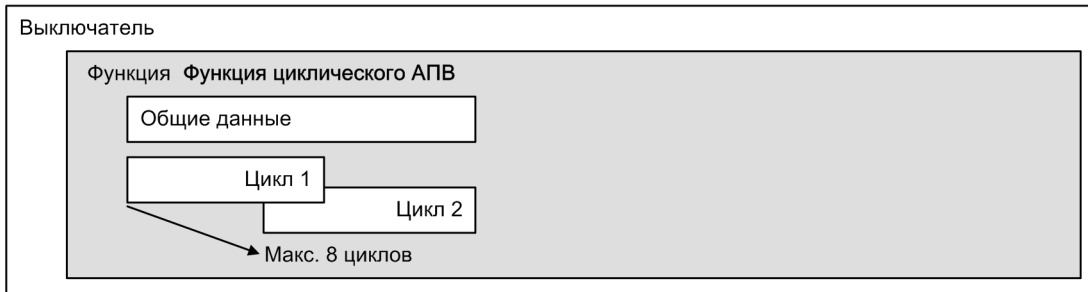 Выключатель
Функция Функция циклического АПВ
Общие данные
Цикл 1
Цикл 2
Макс. 8 циклов